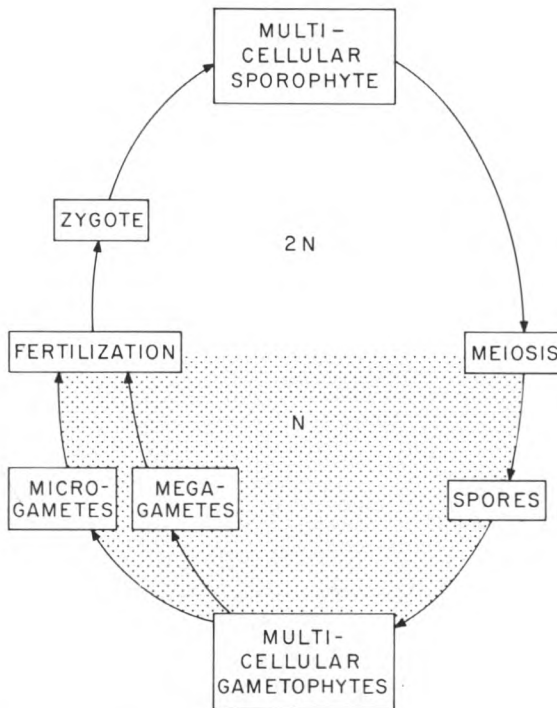 MULTI-
CELLULAR
SPOROPHYTE
ZYGOTE
2N
FERTILIZATION
MEIOSIS
N
MICRO-
GAMETES
MEGA-
GAMETES
SPORES
MULTI-
CELLULAR
GAMETOPHYTES